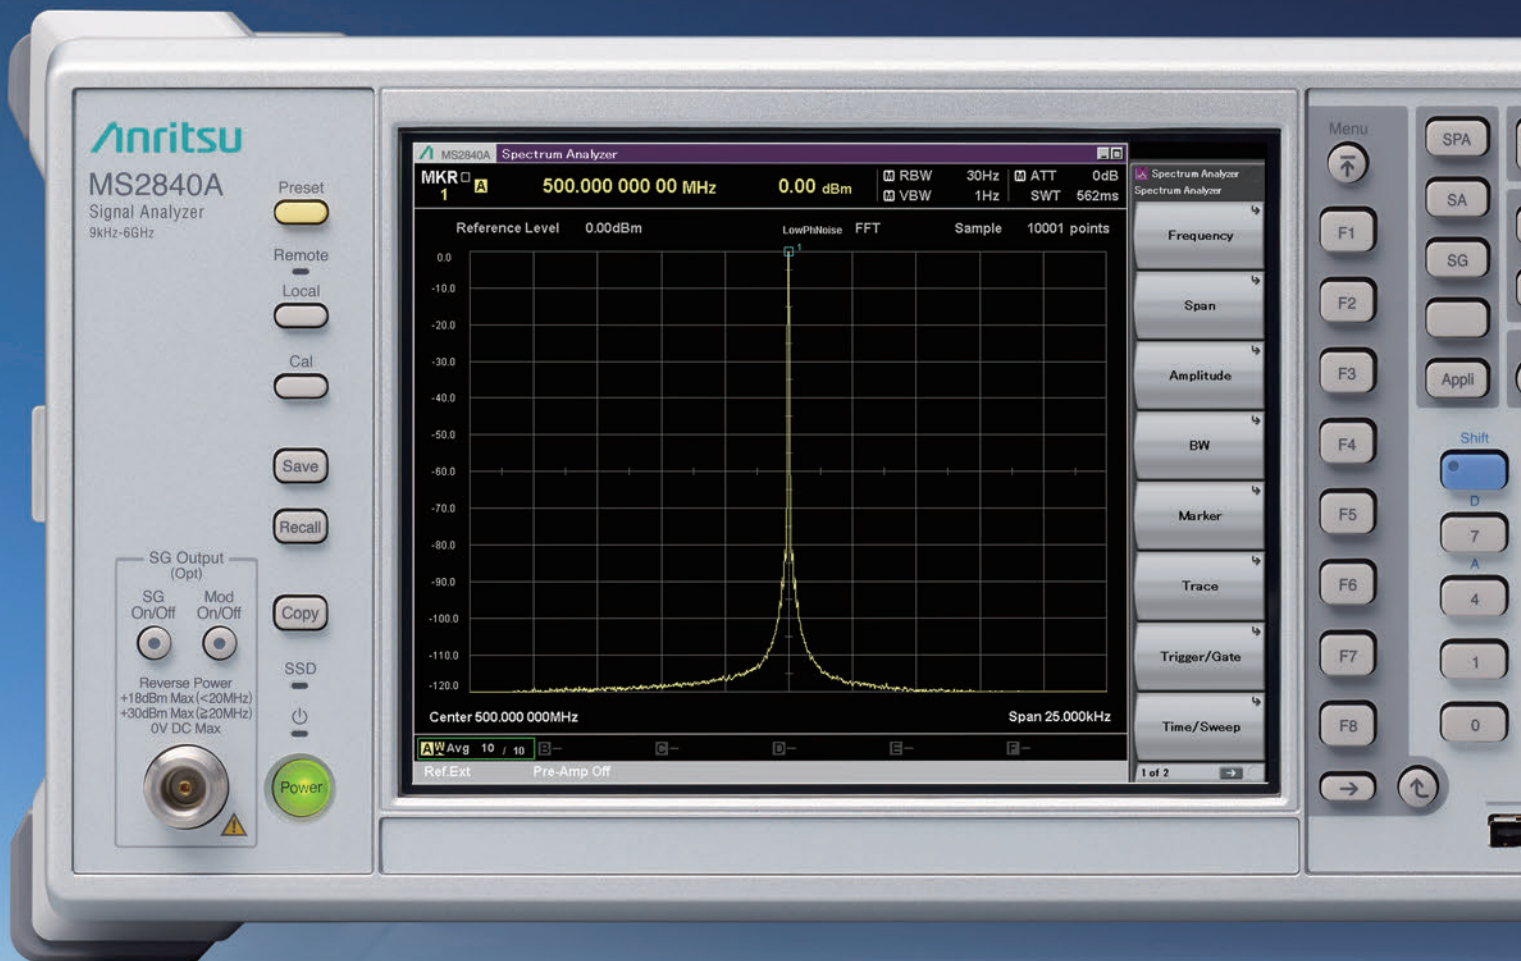 Anritsu
MS2840A
Signal Analyzer
9kHz-6GHz
Preset
Remote
Local
Cal
Save
Recall
SG Output
(Opt)
SG On/Off
Mod On/Off
Copy
SSD
Reverse Power
+18dBm Max (<20MHz)
+30dBm Max (≧20MHz)
0V DC Max
Power
MS2840A Spectrum Analyzer
MKR 1 A 500.000 000 00 MHz 0.00 dBm
M RBW 30Hz M ATT 0dB
M VBW 1Hz SWT 562ms
Reference Level 0.00dBm LowPhNoise FFT Sample 10001 points
1
0.0
-10.0
-20.0
-30.0
-40.0
-50.0
-60.0
-70.0
-80.0
-90.0
-100.0
-110.0
-120.0
Center 500.000 000MHz Span 25.000kHz
A W Avg 10 / 10 B- C- D- E- F-
Ref.Ext Pre-Amp Off
Spectrum Analyzer
Spectrum Analyzer
Frequency
Span
Amplitude
BW
Marker
Trace
Trigger/Gate
Time/Sweep
1 of 2
Menu
F1
F2
F3
F4
F5
F6
F7
F8
SPA
SA
SG
Appli
Shift
D
7
A
4
1
0